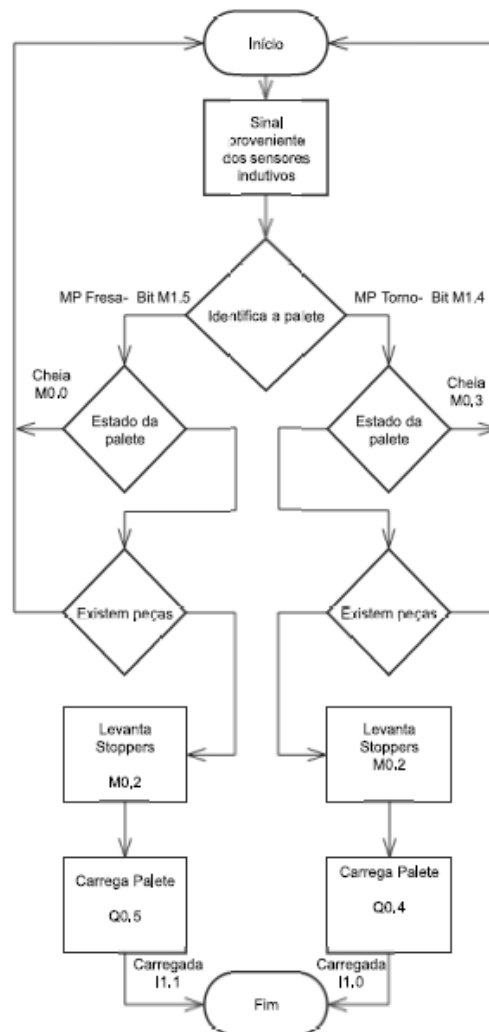 Início
Sinal
proveniente
dos sensores
indutivos
MP Fresa- Bit M1.5
Identifica a palete
MP Torno- Bit M1.4
Cheia
M0.0
Estado da
palete
Estado da
palete
Cheia
M0,3
Existem peças
Existem peças
Levanta
Stoppers
M0,2
Levanta
Stoppers
M0.2
Carrega Palete
Q0,5
Carrega Palete
Q0,4
Carregada
I1,1
Carregada
I1,0
Fim